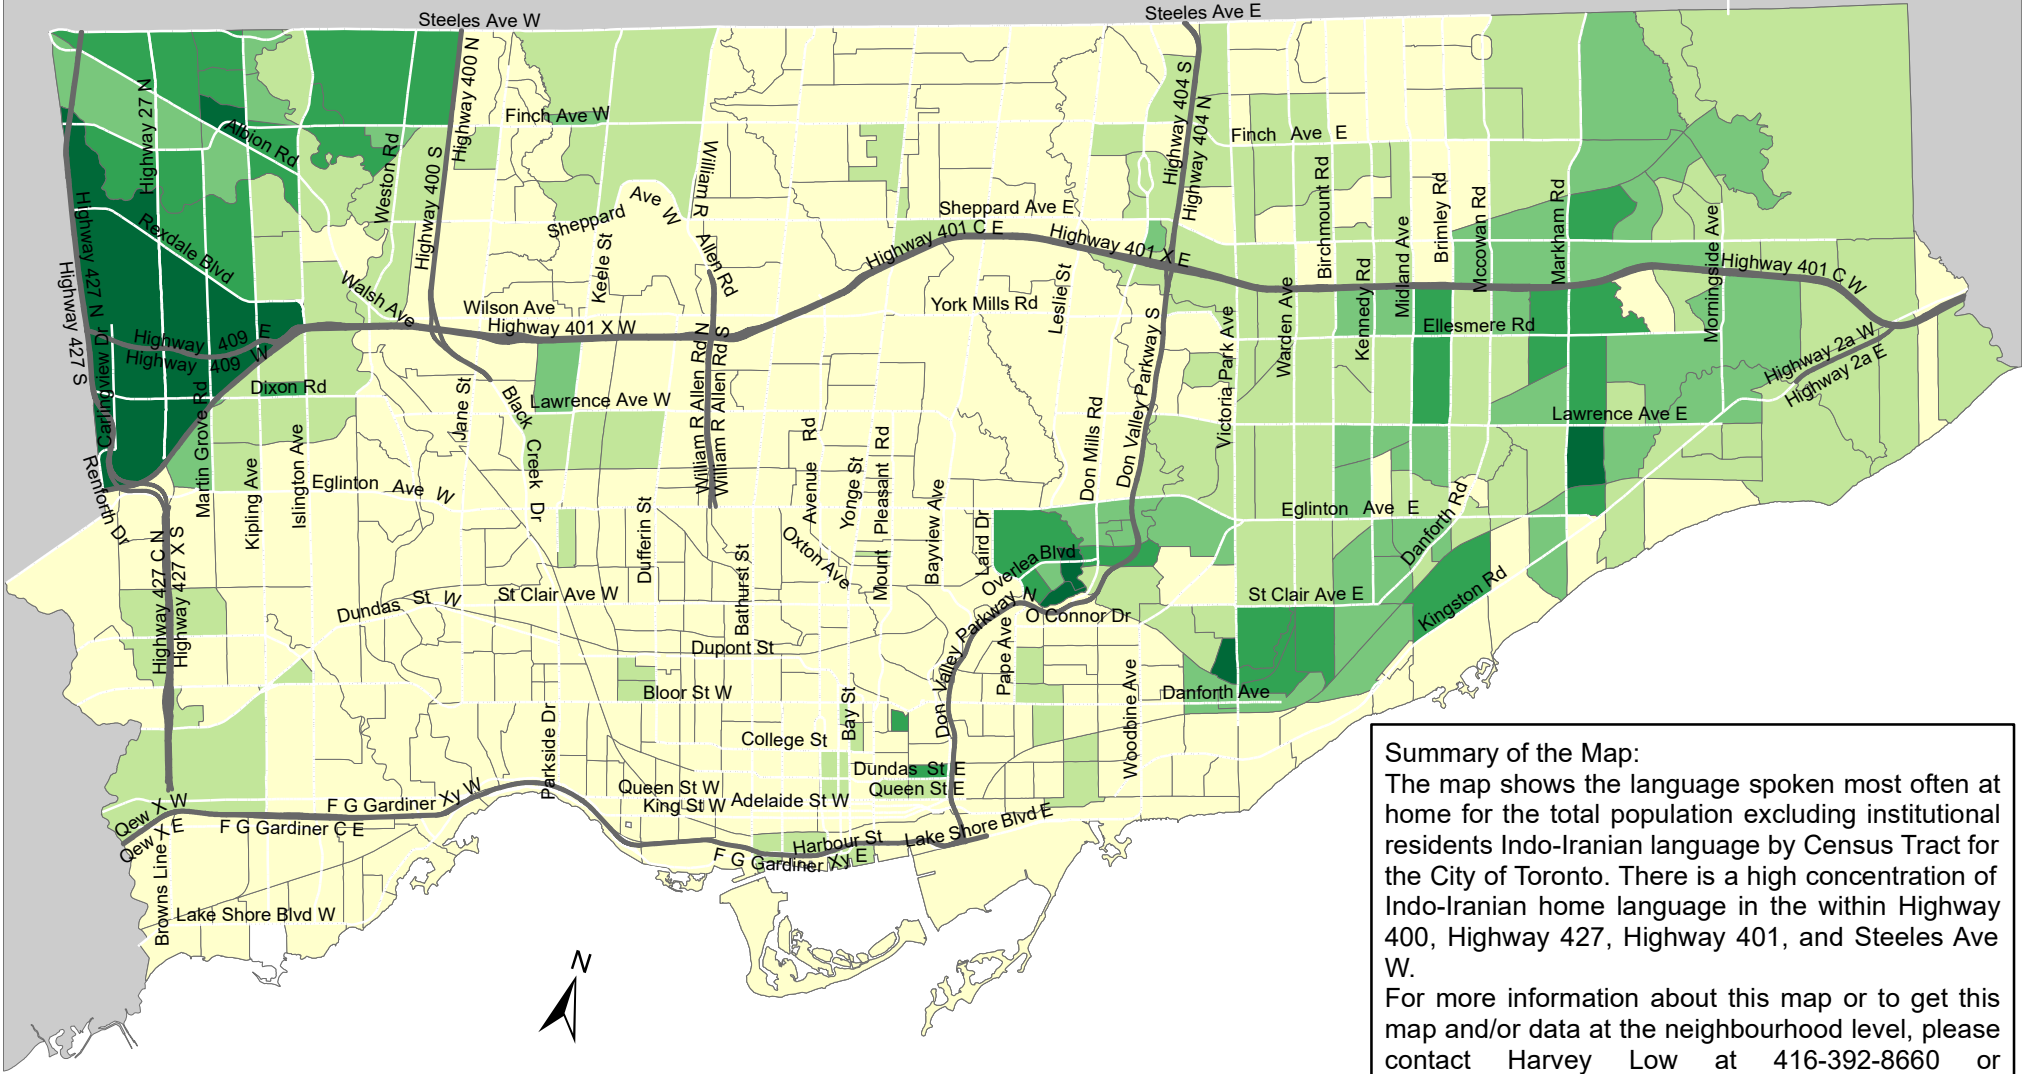 Steeles Ave W
Steeles Ave E
Highway 400 N
Highway 404 S
Highway 404 N
Highway 27 N
Finch Ave W
Finch Ave E
Albion Rd
Weston Rd
Highway 400 S
William R
Allen Rd
Sheppard Ave W
Keele St
Sheppard Ave E
Highway 401 C E
Highway 401 X E
Birchmount Rd
Brimley Rd
Mccowan Rd
Markham Rd
Midland Ave
Morningside Ave
Highway 427 N
Rexdale Blvd
Highway 427 S
Walsh Ave
Wilson Ave
Highway 401 X W
York Mills Rd
Leslie St
Warden Ave
Kennedy Rd
Ellesmere Rd
Highway 401 C W
Highway 2a W
Highway 2a E
Highway 409 E
Highway 409 W
Carlingview Dr
Dixon Rd
Martin Grove Rd
Jane St
Black Creek Dr
Lawrence Ave W
William R Allen Rd N
William R Allen Rd S
Don Valley Parkway S
Victoria Park Ave
Lawrence Ave E
Renforth Dr
Kipling Ave
Islington Ave
Eglinton Ave W
Dufferin St
Avenue Rd
Yonge St
Mount Pleasant Rd
Bayview Ave
Laird Dr
Don Mills Rd
Eglinton Ave E
Danforth Rd
Highway 427 C N
Highway 427 X S
Bathurst St
Oxton Ave
Overlea Blvd
Don Valley Parkway N
O Connor Dr
St Clair Ave E
Kingston Rd
Dundas St W
St Clair Ave W
Dupont St
Pape Ave
Woodbine Ave
Danforth Ave
Bloor St W
Parkside Dr
Bay St
College St
Dundas St E
Queen St E
Queen St W
King St W
Adelaide St W
Qew X W
Qew X E
F G Gardiner Xy W
F G Gardiner C E
Harbour St
Lake Shore Blvd E
F G Gardiner Xy E
Browns Line
Lake Shore Blvd W
N
Summary of the Map:
The map shows the language spoken most often at
home for the total population excluding institutional
residents Indo-Iranian language by Census Tract for
the City of Toronto. There is a high concentration of
Indo-Iranian home language in the within Highway
400, Highway 427, Highway 401, and Steeles Ave
W.
For more information about this map or to get this
map and/or data at the neighbourhood level, please
contact Harvey Low at 416-392-8660 or